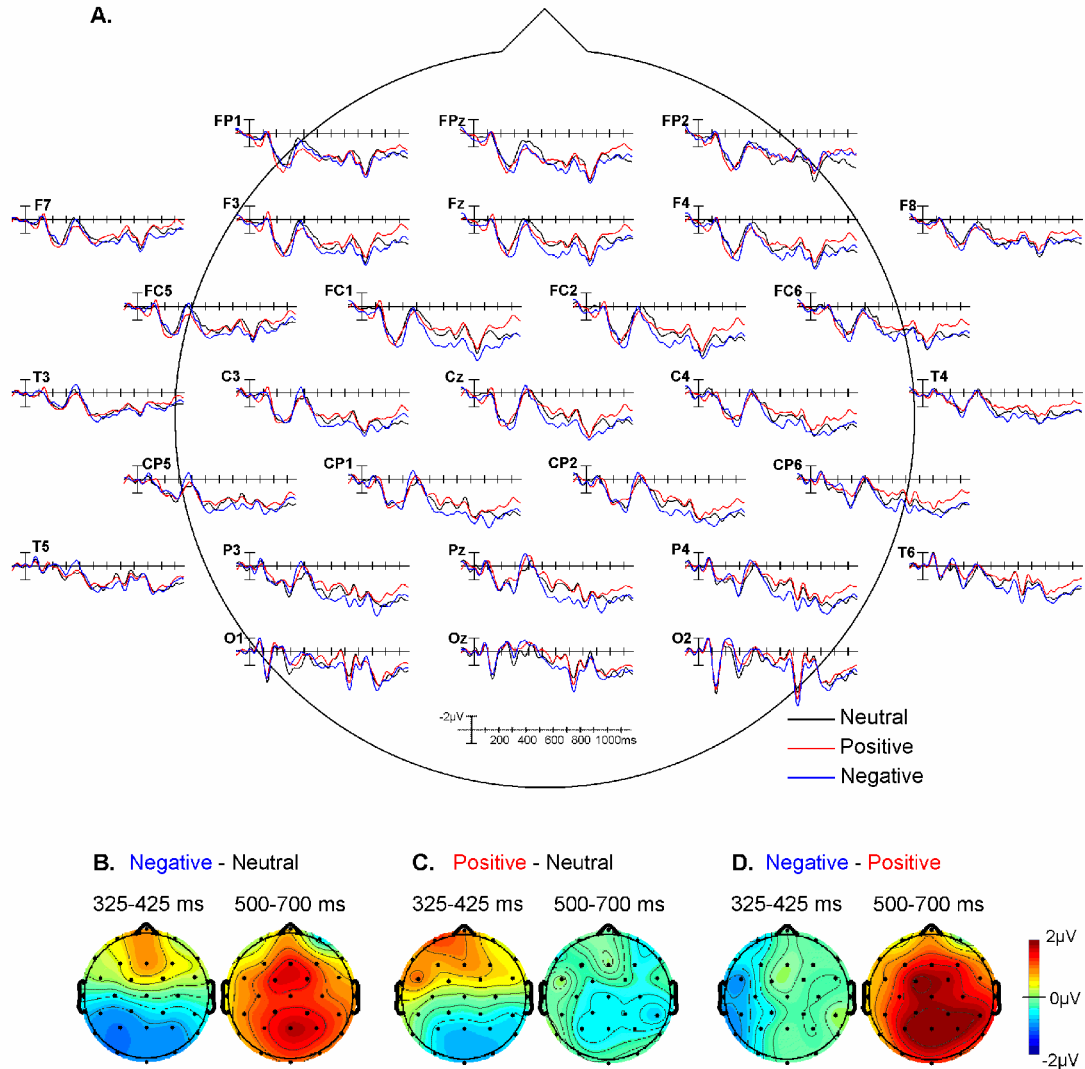 A.
FP1 FPz FP2
F7 F3 Fz F4 F8
FC5 FC1 FC2 FC6
T3 C3 Cz C4 T4
CP5 CP1 CP2 CP6
T5 P3 Pz P4 T6
O1 Oz O2
-2µV
200 400 600 800 1000ms
Neutral
Positive
Negative
B. Negative - Neutral
325-425 ms 500-700 ms
C. Positive - Neutral
325-425 ms 500-700 ms
D. Negative - Positive
325-425 ms 500-700 ms
2µV
0µV
-2µV